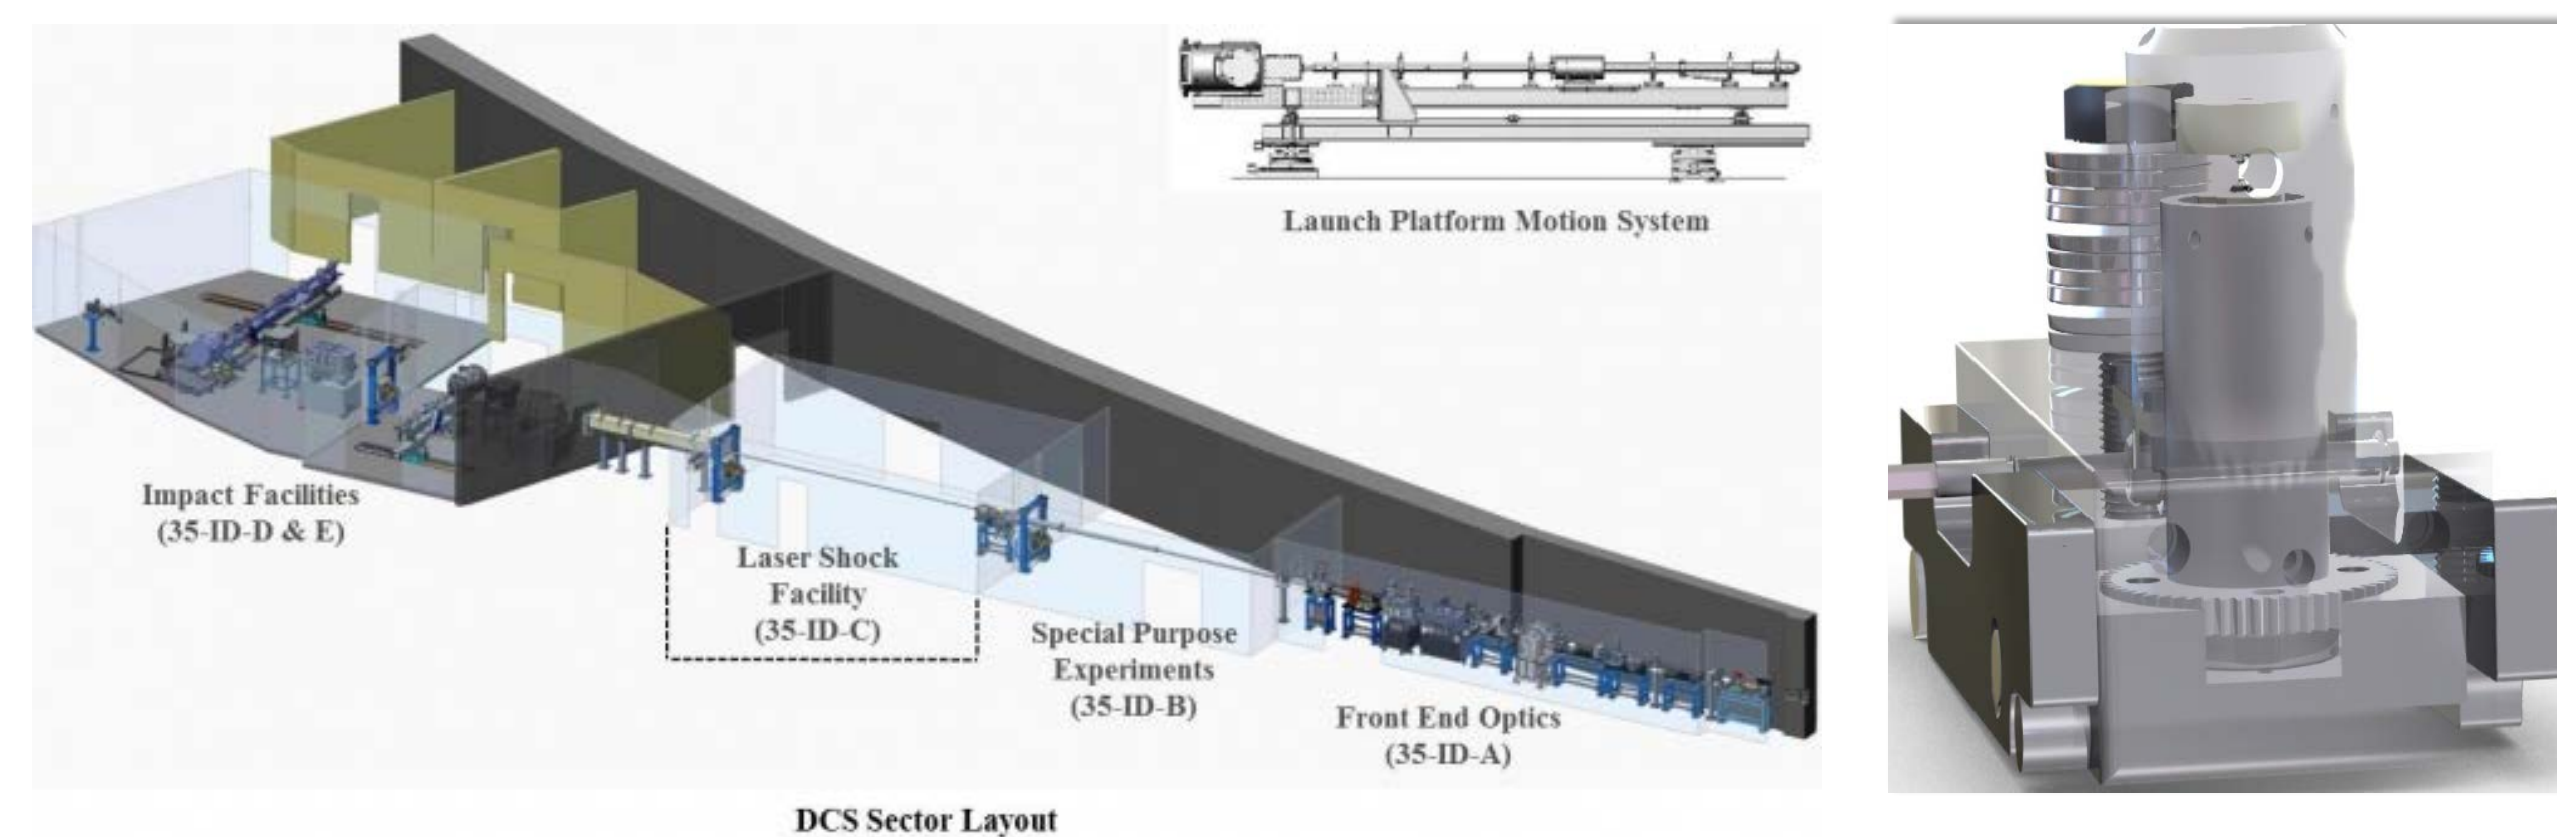 Launch Platform Motion System
Impact Facilities
(35-ID-D & E)
Laser Shock
Facility
(35-ID-C)
Special Purpose
Experiments
(35-ID-B)
Front End Optics
(35-ID-A)
DCS Sector Layout